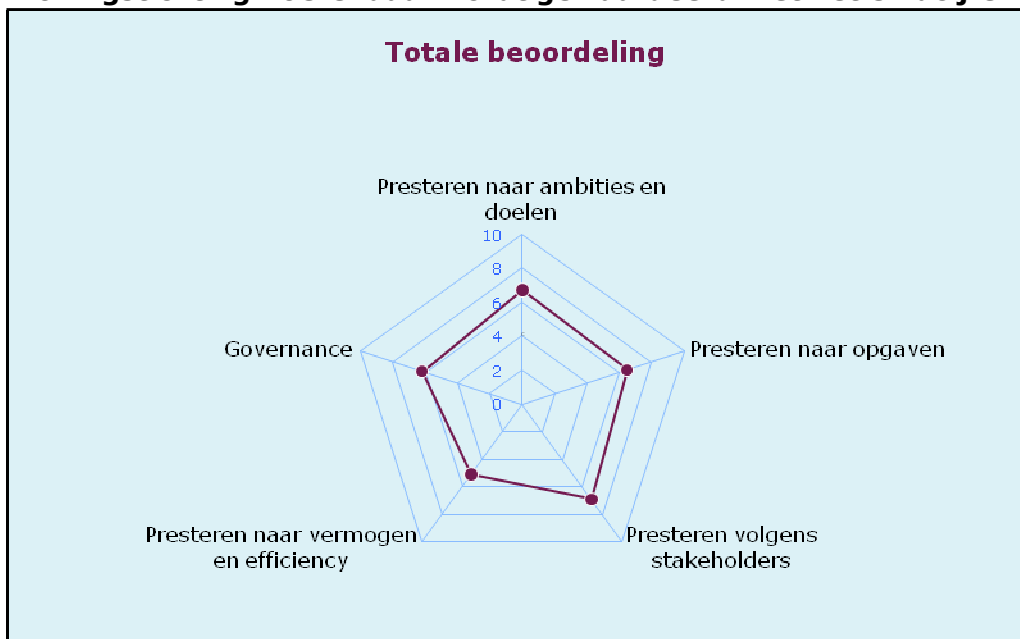 Totale beoordeling
Presteren naar ambities en
doelen
10
8
6
4
2
0
Governance
Presteren naar opgaven
Presteren naar vermogen
en efficiency
Presteren volgens
stakeholders